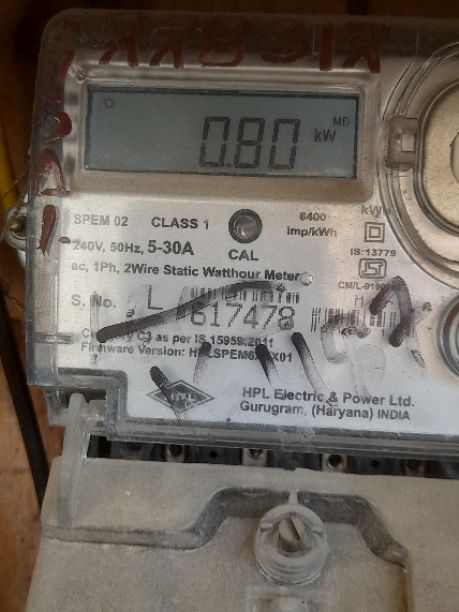 0.80 kW MD
SPEM 02 CLASS 1 CAL 6400 imp/kWh
240V, 50Hz, 5-30A
IS:13779
ac, 1Ph, 2Wire Static Watthour Meter
S. No. L 617478
as per IS 15959:2011
Firmware Version:
HPL
HPL Electric & Power Ltd.
Gurugram, (Haryana) INDIA